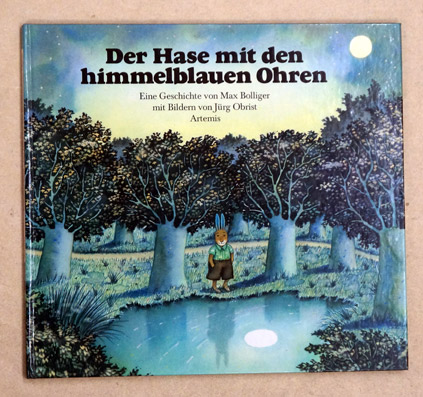 Der Hase mit den
himmelblauen Ohren
Eine Geschichte von Max Bolliger
mit Bildern von Jürg Obrist
Artemis